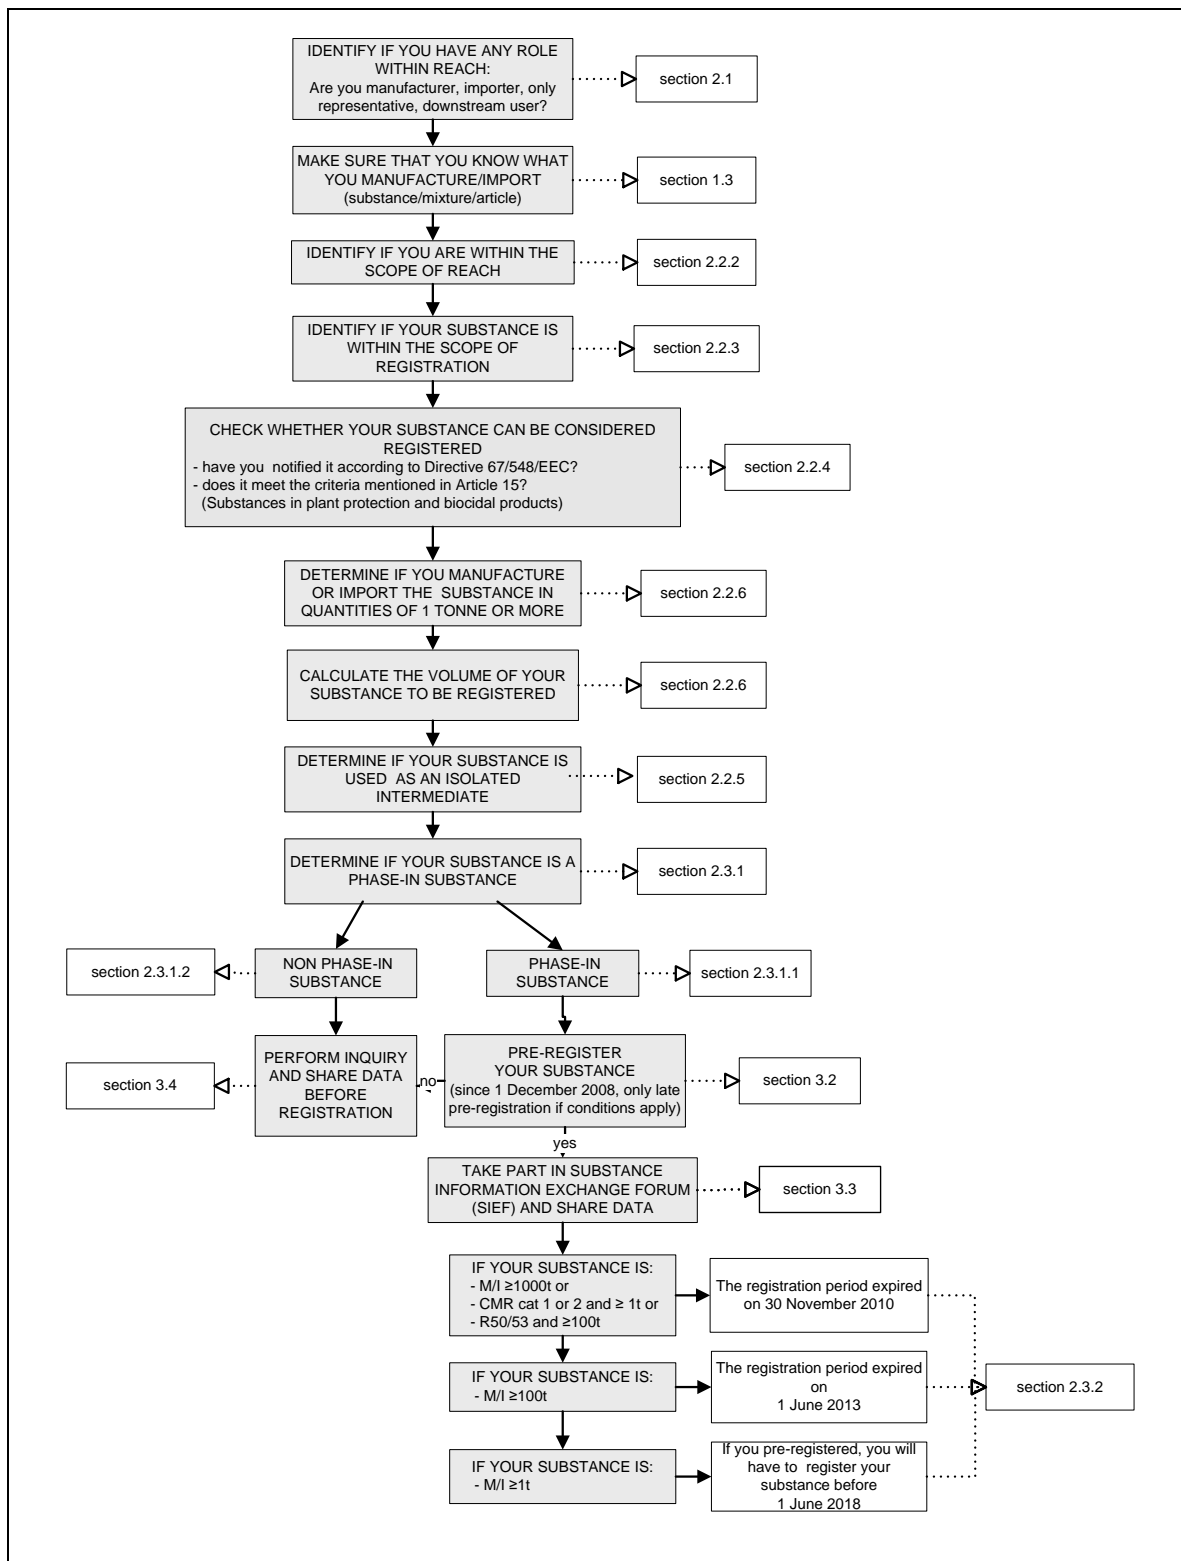 IDENTIFY IF YOU HAVE ANY ROLE
WITHIN REACH:
Are you manufacturer, importer, only
representative, downstream user?
section 2.1
MAKE SURE THAT YOU KNOW WHAT
YOU MANUFACTURE/IMPORT
(substance/mixture/article)
section 1.3
IDENTIFY IF YOU ARE WITHIN THE
SCOPE OF REACH
section 2.2.2
IDENTIFY IF YOUR SUBSTANCE IS
WITHIN THE SCOPE OF
REGISTRATION
section 2.2.3
CHECK WHETHER YOUR SUBSTANCE CAN BE CONSIDERED
REGISTERED
- have you notified it according to Directive 67/548/EEC?
- does it meet the criteria mentioned in Article 15?
(Substances in plant protection and biocidal products)
section 2.2.4
DETERMINE IF YOU MANUFACTURE
OR IMPORT THE SUBSTANCE IN
QUANTITIES OF 1 TONNE OR MORE
section 2.2.6
CALCULATE THE VOLUME OF YOUR
SUBSTANCE TO BE REGISTERED
section 2.2.6
DETERMINE IF YOUR SUBSTANCE IS
USED AS AN ISOLATED
INTERMEDIATE
section 2.2.5
DETERMINE IF YOUR SUBSTANCE IS A
PHASE-IN SUBSTANCE
section 2.3.1
section 2.3.1.2
NON PHASE-IN
SUBSTANCE
PHASE-IN
SUBSTANCE
section 2.3.1.1
section 3.4
PERFORM INQUIRY
AND SHARE DATA
BEFORE
REGISTRATION
no
PRE-REGISTER
YOUR SUBSTANCE
(since 1 December 2008, only late
pre-registration if conditions apply)
section 3.2
yes
TAKE PART IN SUBSTANCE
INFORMATION EXCHANGE FORUM
(SIEF) AND SHARE DATA
section 3.3
IF YOUR SUBSTANCE IS:
- M/I ≥1000t or
- CMR cat 1 or 2 and ≥ 1t or
- R50/53 and ≥100t
The registration period expired
on 30 November 2010
IF YOUR SUBSTANCE IS:
- M/I ≥100t
The registration period expired
on
1 June 2013
section 2.3.2
IF YOUR SUBSTANCE IS:
- M/I ≥1t
If you pre-registered, you will
have to register your
substance before
1 June 2018